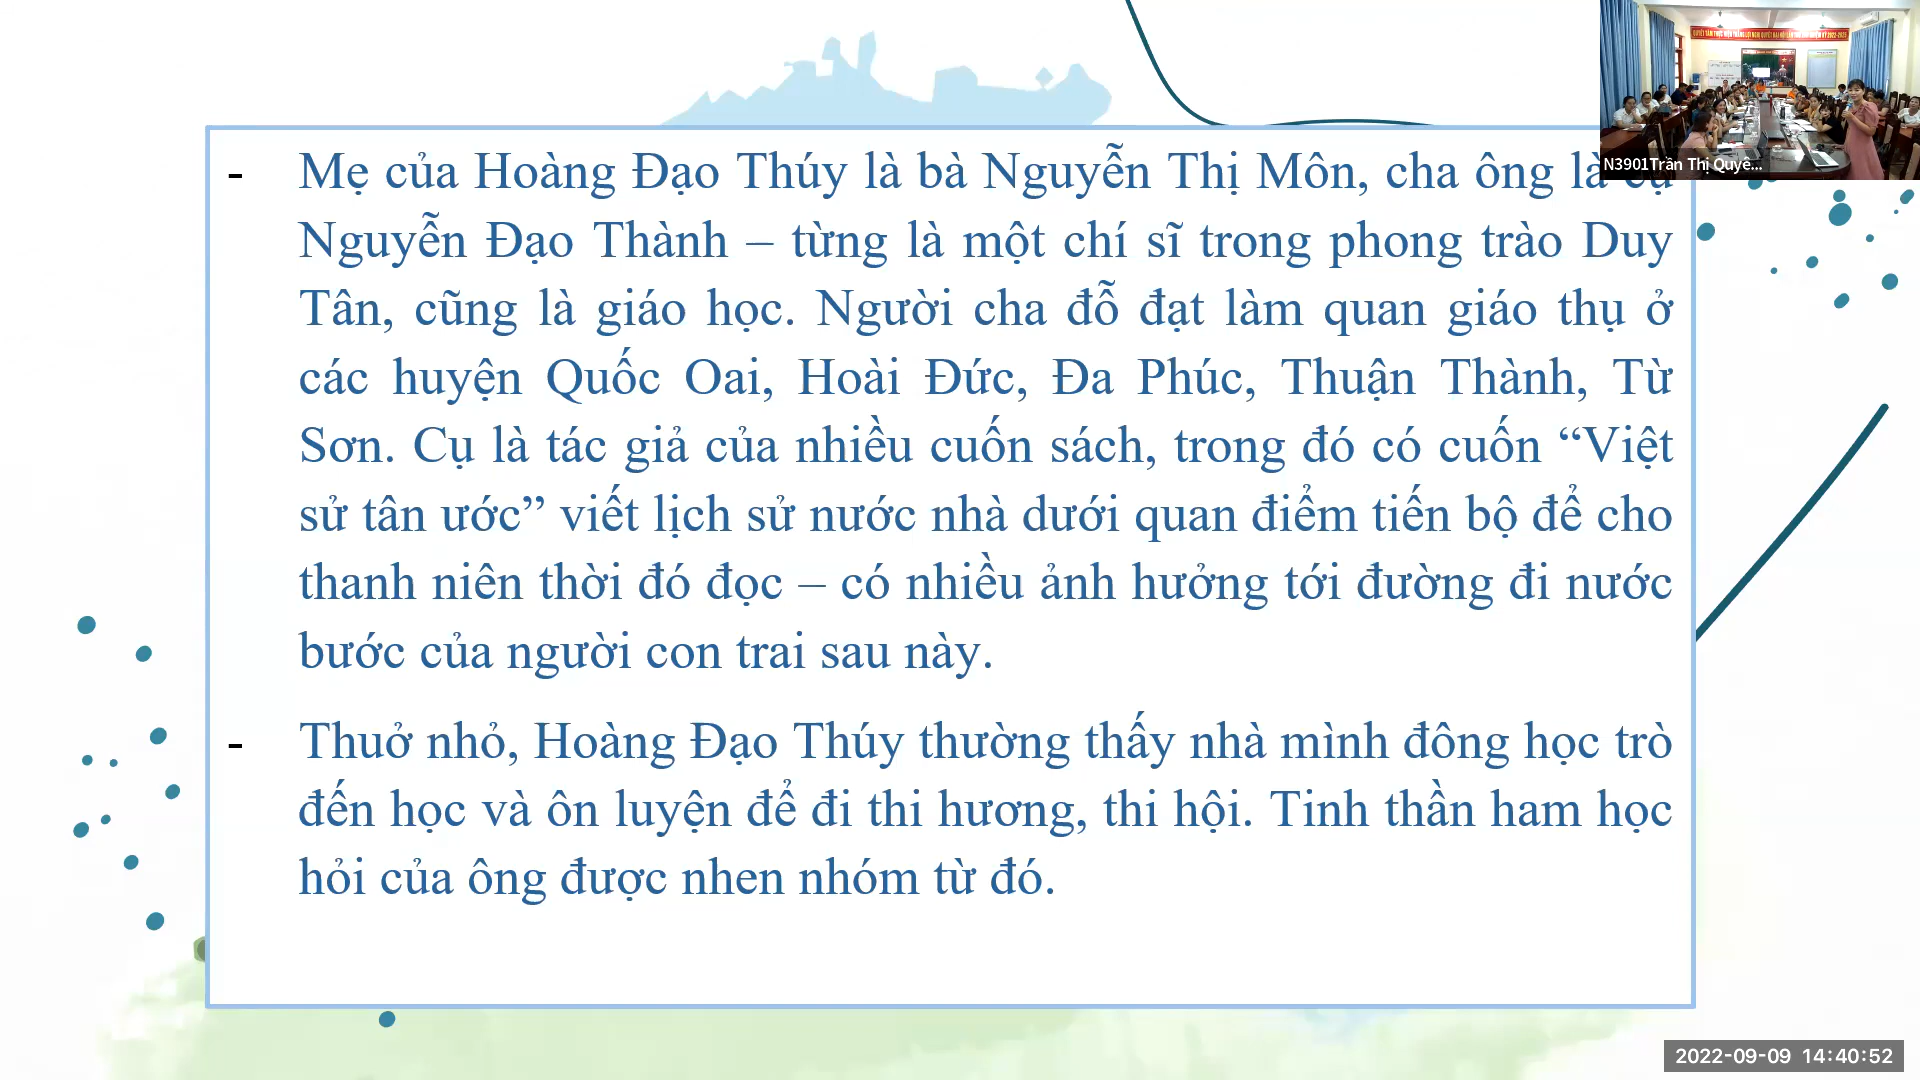 - Mẹ của Hoàng Đạo Thúy là bà Nguyễn Thị Môn, cha ông là cụ
Nguyễn Đạo Thành – từng là một chí sĩ trong phong trào Duy
Tân, cũng là giáo học. Người cha đỗ đạt làm quan giáo thụ ở
các huyện Quốc Oai, Hoài Đức, Đa Phúc, Thuận Thành, Từ
Sơn. Cụ là tác giả của nhiều cuốn sách, trong đó có cuốn “Việt
sử tân ước” viết lịch sử nước nhà dưới quan điểm tiến bộ để cho
thanh niên thời đó đọc – có nhiều ảnh hưởng tới đường đi nước
bước của người con trai sau này.
- Thuở nhỏ, Hoàng Đạo Thúy thường thấy nhà mình đông học trò
đến học và ôn luyện để đi thi hương, thi hội. Tinh thần ham học
hỏi của ông được nhen nhóm từ đó.
N3901Trần Thị Quyê...
2022-09-09 14:40:52